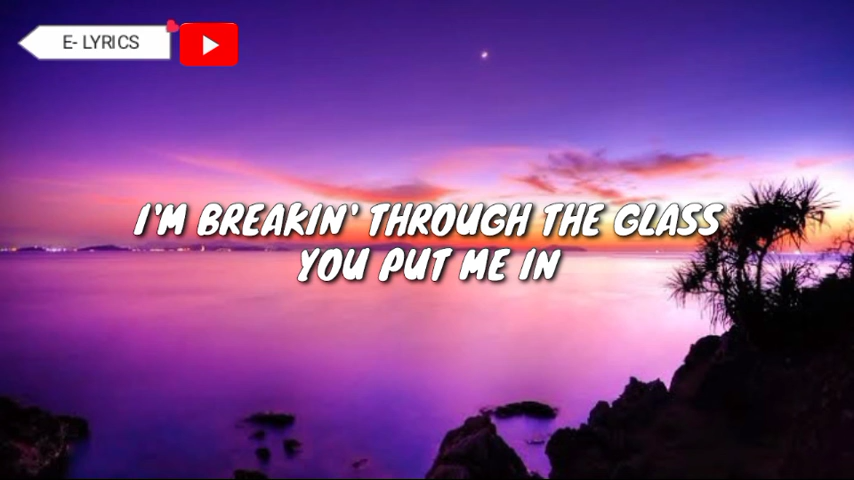 E- LYRICS
I'M BREAKIN' THROUGH THE GLASS
YOU PUT ME IN